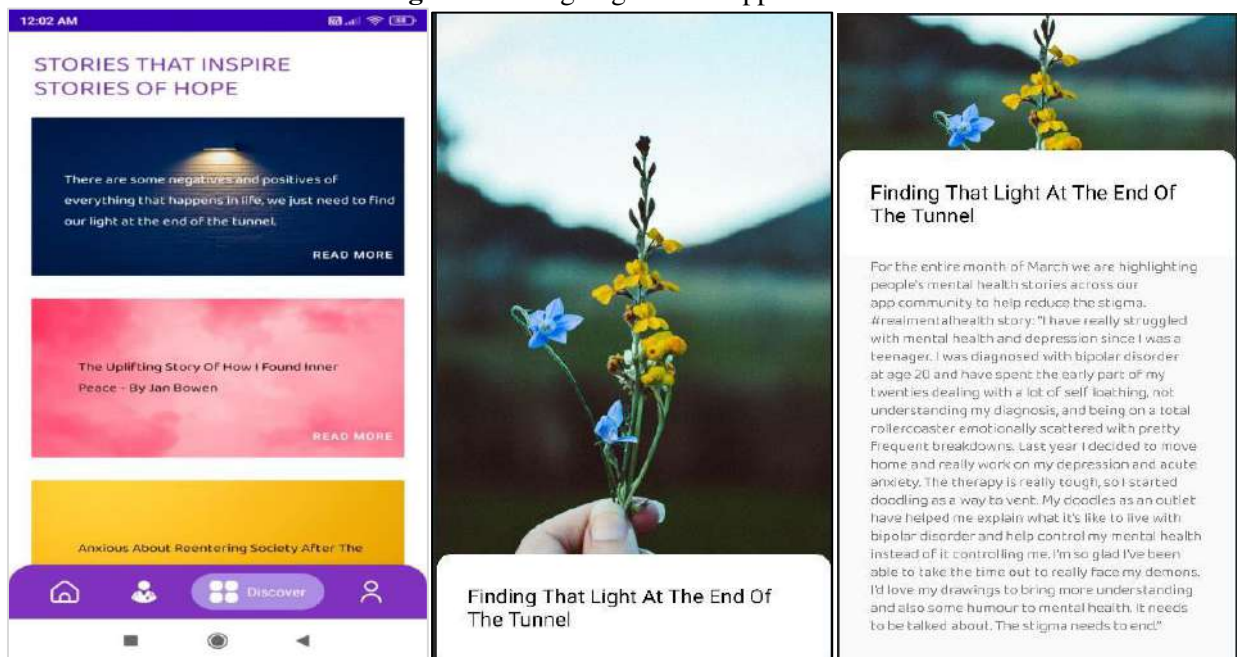 12:02 AM
STORIES THAT INSPIRE
STORIES OF HOPE
There are some negatives and positives of
everything that happens in life, we just need to find
our light at the end of the tunnel.
READ MORE
The Uplifting Story Of How I Found Inner
Peace - By Jan Bowen
READ MORE
Anxious About Reentering Society After The
Discover
Finding That Light At The End Of
The Tunnel
Finding That Light At The End Of
The Tunnel
For the entire month of March we are highlighting
people's mental health stories across our
app community to help reduce the stigma.
#realmentalhealth story: "I have really struggled
with mental health and depression since I was a
teenager. I was diagnosed with bipolar disorder
at age 20 and have spent the early part of my
twenties dealing with a lot of self loathing, not
understanding my diagnosis, and being on a total
rollercoaster emotionally scattered with pretty
frequent breakdowns. Last year I decided to move
home and really work on my depression and acute
anxiety. The therapy is really tough, so I started
doodling as a way to vent. My doodles as an outlet
have helped me explain what it's like to live with
bipolar disorder and help control my mental health
instead of it controlling me. I'm so glad I've been
able to take the time out to really face my demons.
I'd love my drawings to bring more understanding
and also some humour to mental health. It needs
to be talked about. The stigma needs to end."